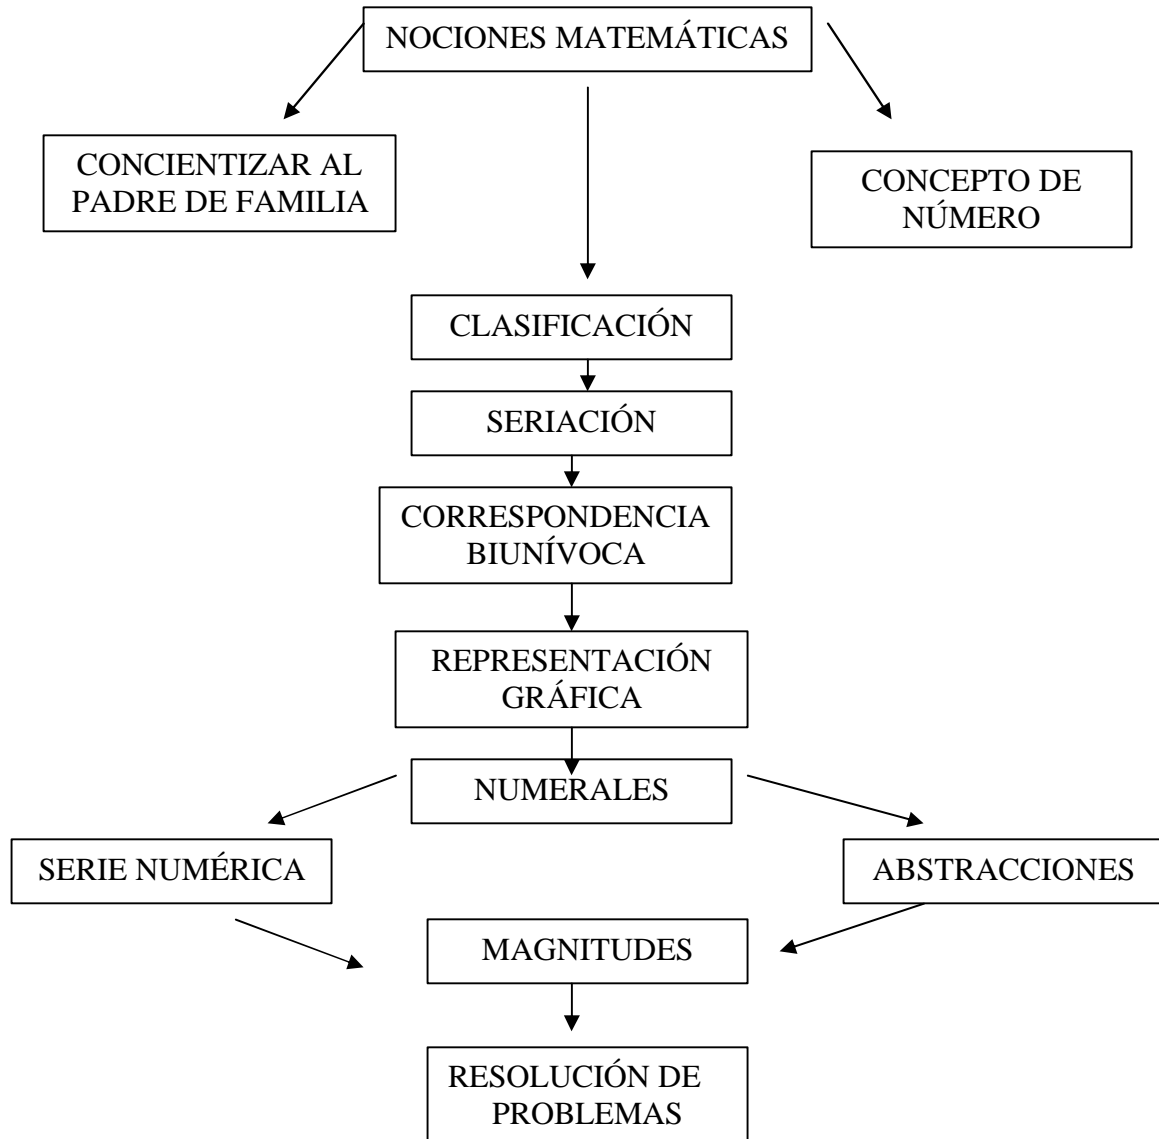 NOCIONES MATEMÁTICAS
CONCIENTIZAR AL
PADRE DE FAMILIA
CONCEPTO DE
NÚMERO
CLASIFICACIÓN
SERIACIÓN
CORRESPONDENCIA
BIUNÍVOCA
REPRESENTACIÓN
GRÁFICA
NUMERALES
SERIE NUMÉRICA
ABSTRACCIONES
MAGNITUDES
RESOLUCIÓN DE
PROBLEMAS